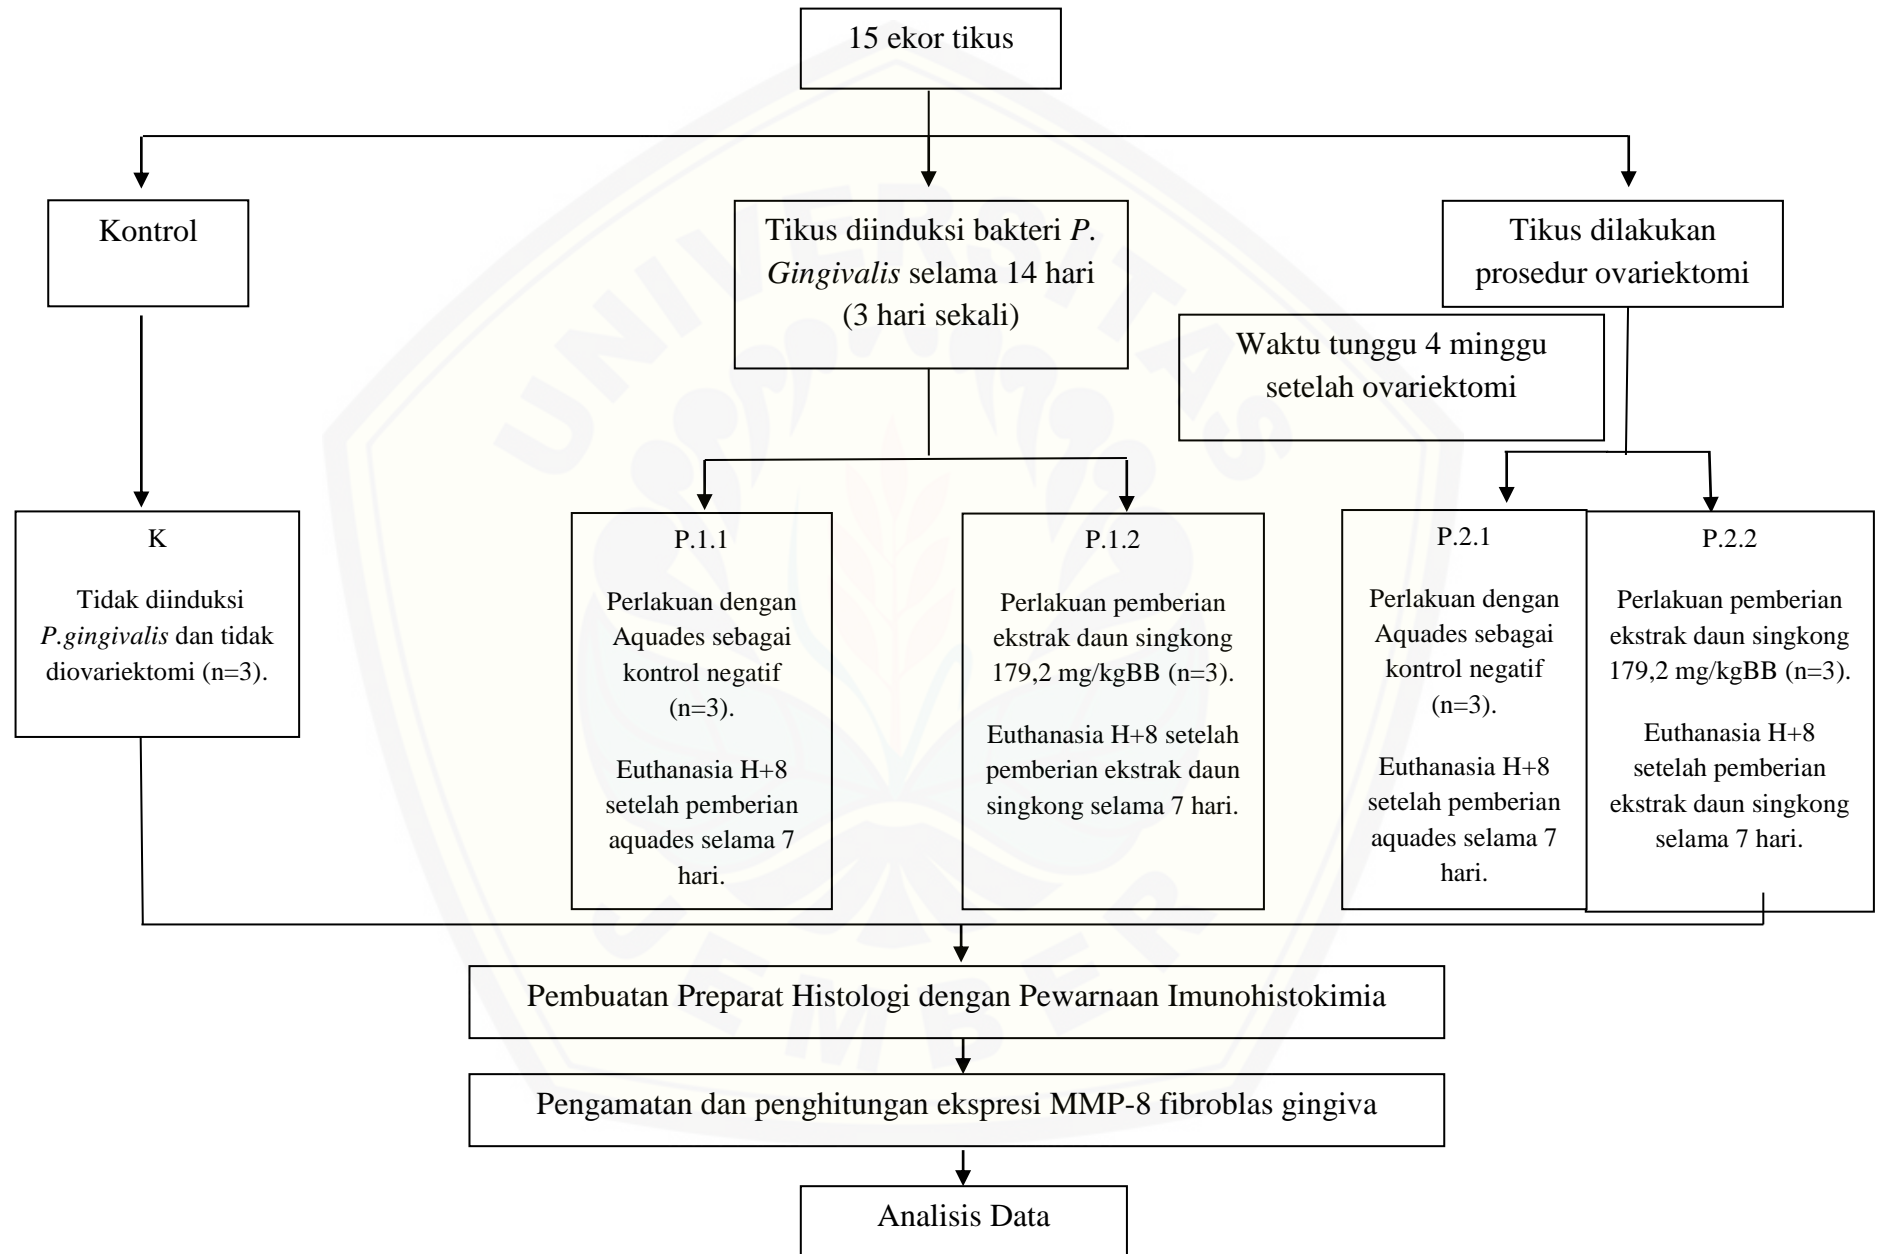 15 ekor tikus
Kontrol
Tikus diinduksi bakteri P.
Gingivalis selama 14 hari
(3 hari sekali)
Tikus dilakukan
prosedur ovariektomi
Waktu tunggu 4 minggu
setelah ovariektomi
K
Tidak diinduksi
P.gingivalis dan tidak
diovariektomi (n=3).
P.1.1
Perlakuan dengan
Aquades sebagai
kontrol negatif
(n=3).
Euthanasia H+8
setelah pemberian
aquades selama 7
hari.
P.1.2
Perlakuan pemberian
ekstrak daun singkong
179,2 mg/kgBB (n=3).
Euthanasia H+8 setelah
pemberian ekstrak daun
singkong selama 7 hari.
P.2.1
Perlakuan dengan
Aquades sebagai
kontrol negatif
(n=3).
Euthanasia H+8
setelah pemberian
aquades selama 7
hari.
P.2.2
Perlakuan pemberian
ekstrak daun singkong
179,2 mg/kgBB (n=3).
Euthanasia H+8
setelah pemberian
ekstrak daun singkong
selama 7 hari.
Pembuatan Preparat Histologi dengan Pewarnaan Imunohistokimia
Pengamatan dan penghitungan ekspresi MMP-8 fibroblas gingiva
Analisis Data
UNIVERSITAS
JEMBER